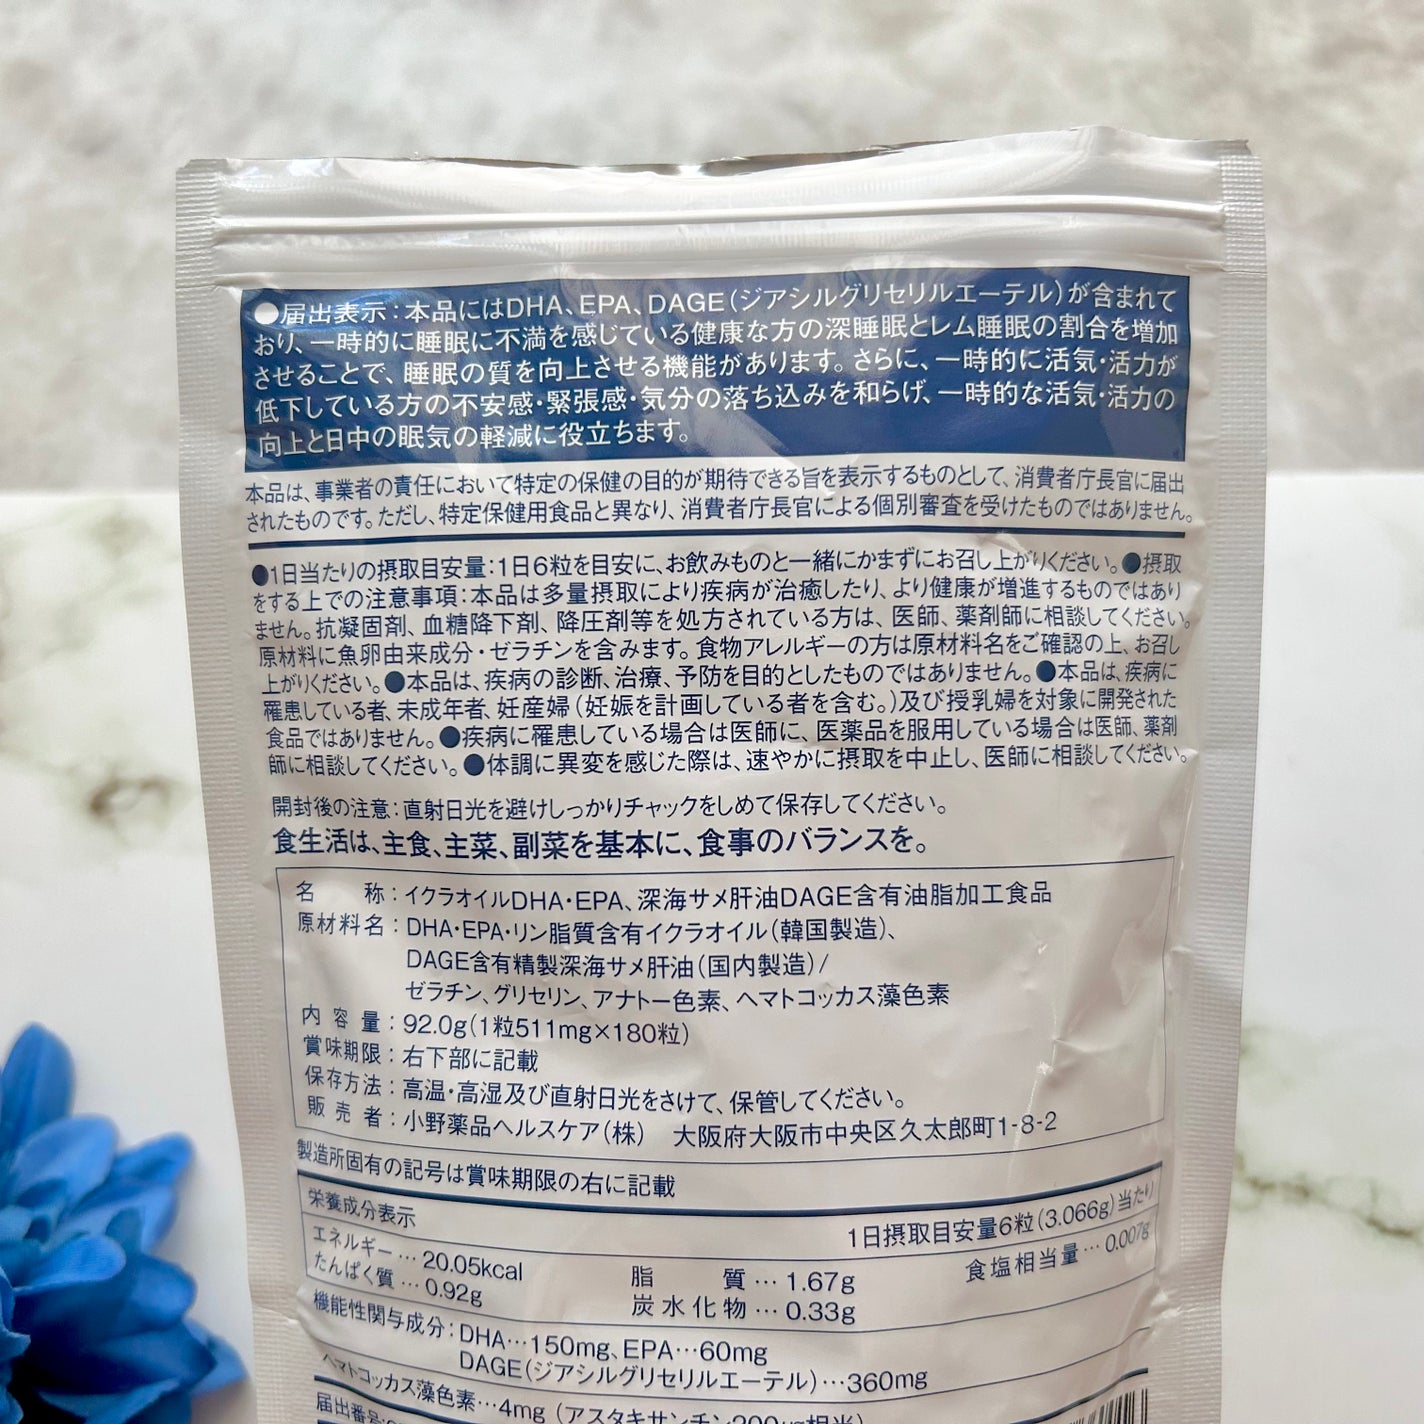 ●届出表示：本品にはDHA、EPA、DAGE（ジアシルグリセリルエーテル）が含まれて
おり、一時的に睡眠に不満を感じている健康な方の深睡眠とレム睡眠の割合を増加
させることで、睡眠の質を向上させる機能があります。さらに、一時的に活気・活力が
低下している方の不安感・緊張感・気分の落ち込みを和らげ、一時的な活気・活力の
向上と日中の眠気の軽減に役立ちます。
本品は、事業者の責任において特定の保健の目的が期待できる旨を表示するものとして、消費者庁長官に届出
されたものです。ただし、特定保健用食品と異なり、消費者庁長官による個別審査を受けたものではありません。
●1日当たりの摂取目安量：1日6粒を目安に、お飲みものと一緒にかまずにお召し上がりください。●摂取
をする上での注意事項：本品は多量摂取により疾病が治癒したり、より健康が増進するものではあり
ません。抗凝固剤、血糖降下剤、降圧剤等を処方されている方は、医師、薬剤師に相談してください。
原材料に魚卵由来成分・ゼラチンを含みます。食物アレルギーの方は原材料名をご確認の上、お召し
上がりください。●本品は、疾病の診断、治療、予防を目的としたものではありません。●本品は、疾病に
罹患している者、未成年者、妊産婦（妊娠を計画している者を含む。）及び授乳婦を対象に開発された
食品ではありません。●疾病に罹患している場合は医師に、医薬品を服用している場合は医師、薬剤
師に相談してください。●体調に異変を感じた際は、速やかに摂取を中止し、医師に相談してください。
開封後の注意：直射日光を避けしっかりチャックをしめて保存してください。
食生活は、主食、主菜、副菜を基本に、食事のバランスを。
名　　称：イクラオイルDHA・EPA、深海サメ肝油DAGE含有油脂加工食品
原材料名：DHA・EPA・リン脂質含有イクラオイル（韓国製造）、
DAGE含有精製深海サメ肝油（国内製造）/
ゼラチン、グリセリン、アナトー色素、ヘマトコッカス藻色素
内 容 量：92.0g（1粒511mg×180粒）
賞味期限：右下部に記載
保存方法：高温・高湿及び直射日光をさけて、保管してください。
販 売 者：小野薬品ヘルスケア（株）　大阪府大阪市中央区久太郎町1-8-2
製造所固有の記号は賞味期限の右に記載
栄養成分表示　1日摂取目安量6粒（3.066g）当たり
エネルギー…20.05kcal　脂　　質…1.67g　食塩相当量…0.007g
たんぱく質…0.92g　炭水化物…0.33g
機能性関与成分：DHA…150mg、EPA…60mg
DAGE（ジアシルグリセリルエーテル）…360mg
ヘマトコッカス藻色素…4mg（アスタキサンチン200μg相当）
届出番号: